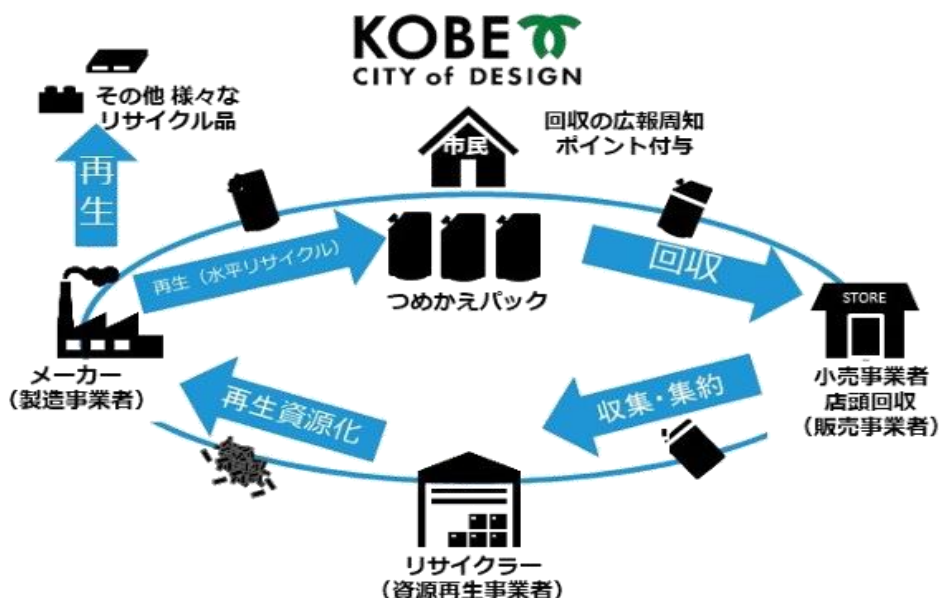 KOBE
CITY of DESIGN
その他 様々な
リサイクル品
再生
市民
回収の広報周知
ポイント付与
再生（水平リサイクル）
つめかえパック
回収
STORE
メーカー
（製造事業者）
小売事業者
店頭回収
（販売事業者）
再生資源化
収集・集約
リサイクラー
（資源再生事業者）